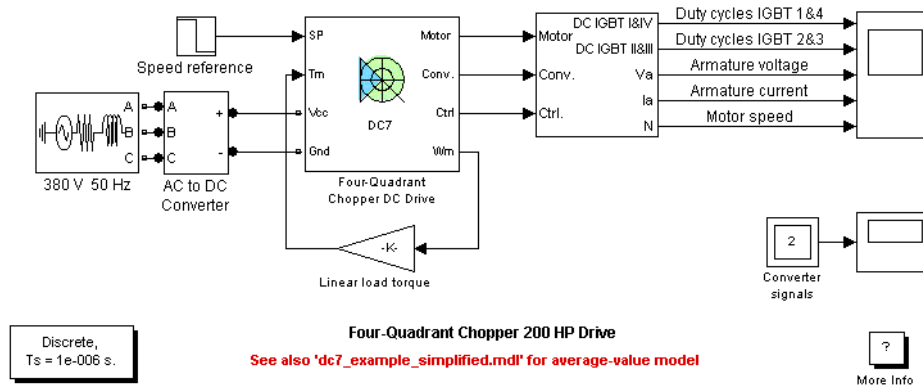 Speed reference
SP
Tm
Vcc
Gnd
Motor
Conv.
Ctrl
Wm
DC7
Four-Quadrant
Chopper DC Drive
A
B
C
380 V 50 Hz
A
B
C
+
-
AC to DC
Converter
-K-
Linear load torque
Motor
Conv.
Ctrl.
DC IGBT I&IV
DC IGBT II&III
Va
Ia
N
Duty cycles IGBT 1&4
Duty cycles IGBT 2&3
Armature voltage
Armature current
Motor speed
2
Converter
signals
Discrete,
Ts = 1e-006 s.
Four-Quadrant Chopper 200 HP Drive
See also 'dc7_example_simplified.mdl' for average-value model
?
More Info